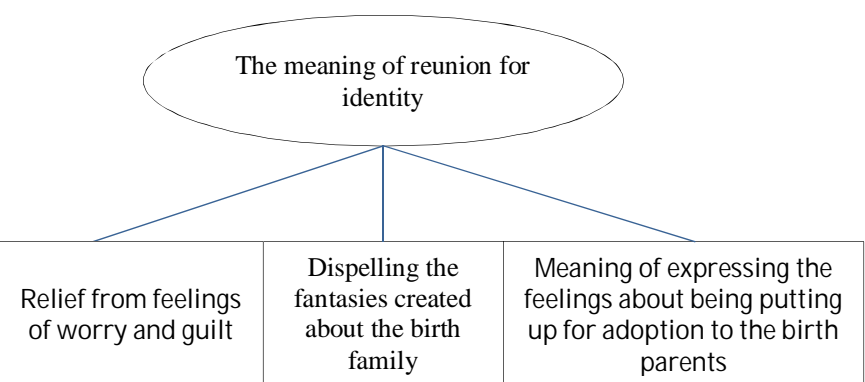 The meaning of reunion for
identity
Relief from feelings
of worry and guilt
Dispelling the
fantasies created
about the birth
family
Meaning of expressing the
feelings about being putting
up for adoption to the birth
parents